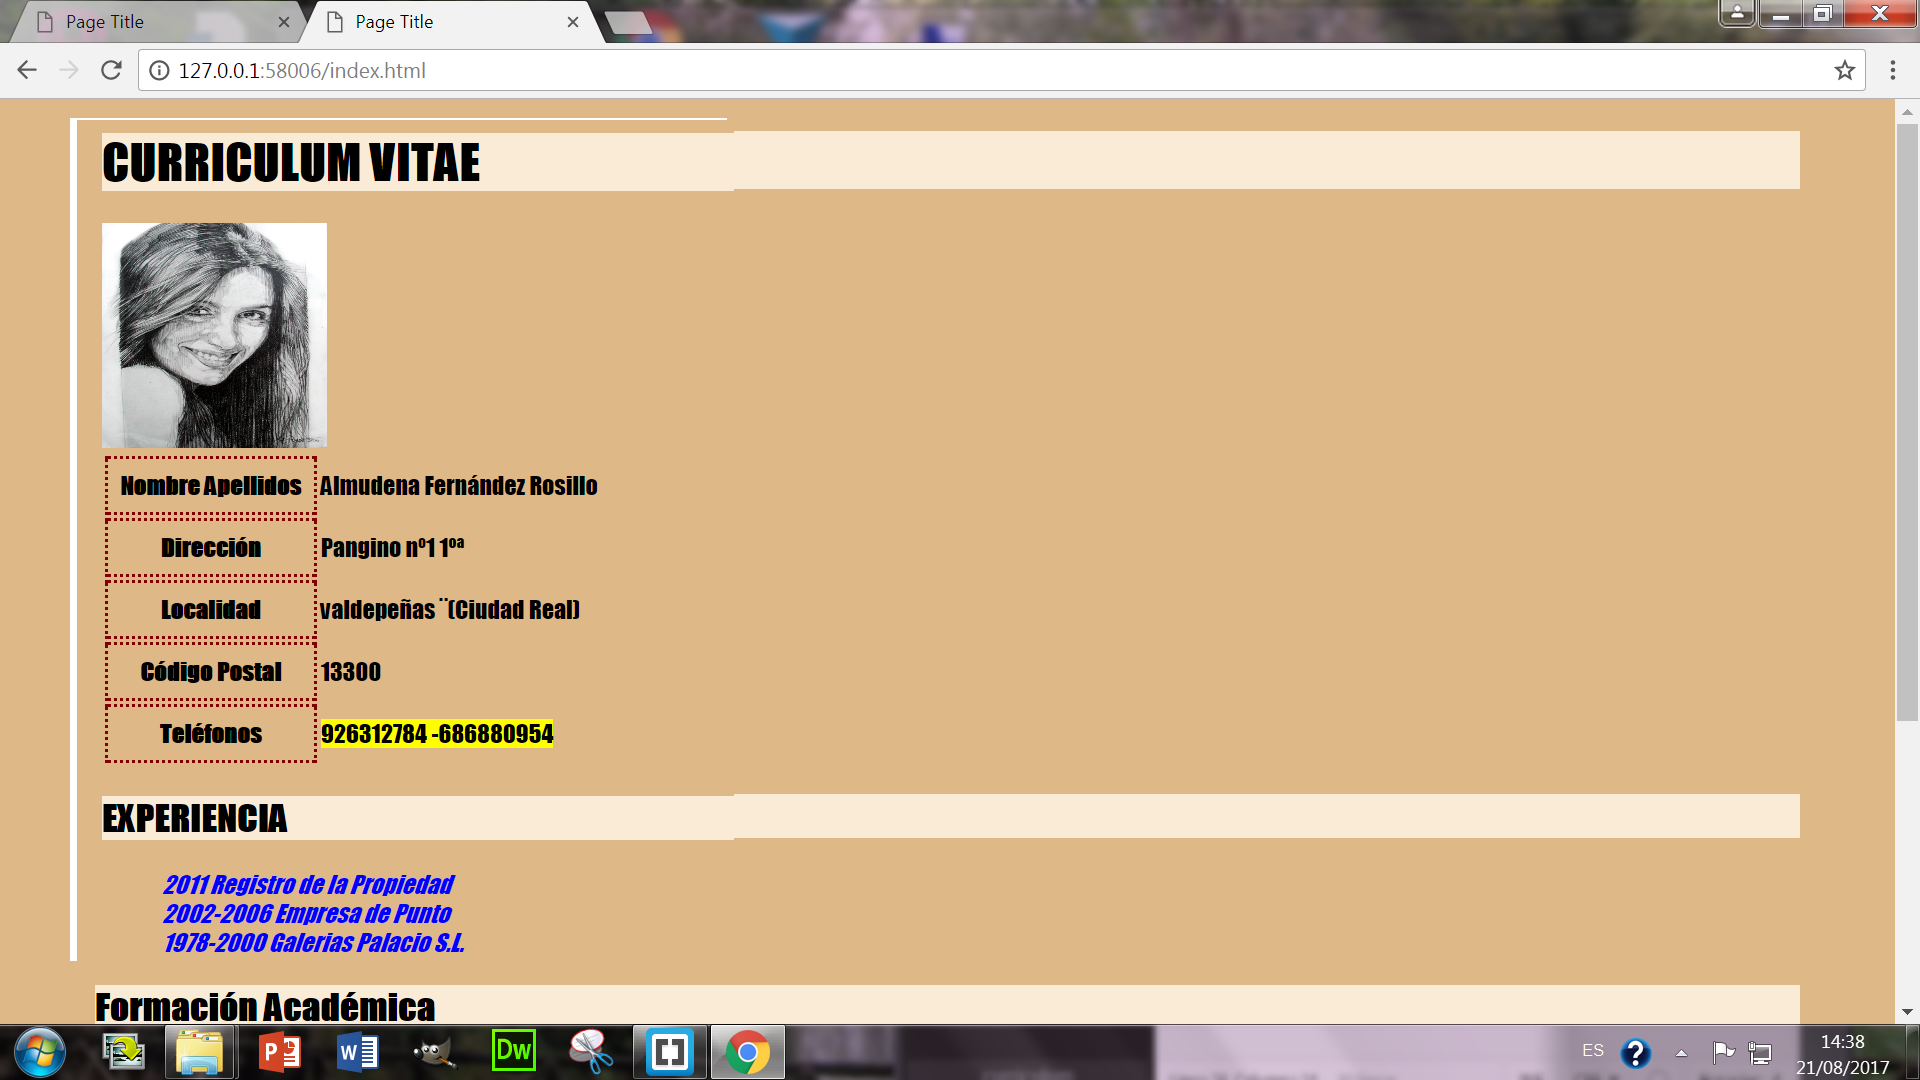 Page Title
Page Title
127.0.0.1:58006/index.html
CURRICULUM VITAE
Nombre Apellidos Almudena Fernández Rosillo
Dirección Pangino nº1 1ºª
Localidad valdepeñas ¨(Ciudad Real)
Código Postal 13300
Teléfonos 926312784 -686880954
EXPERIENCIA
2011 Registro de la Propiedad
2002-2006 Empresa de Punto
1978-2000 Galerias Palacio S.L.
Formación Académica
Dw
ES
14:38
21/08/2017